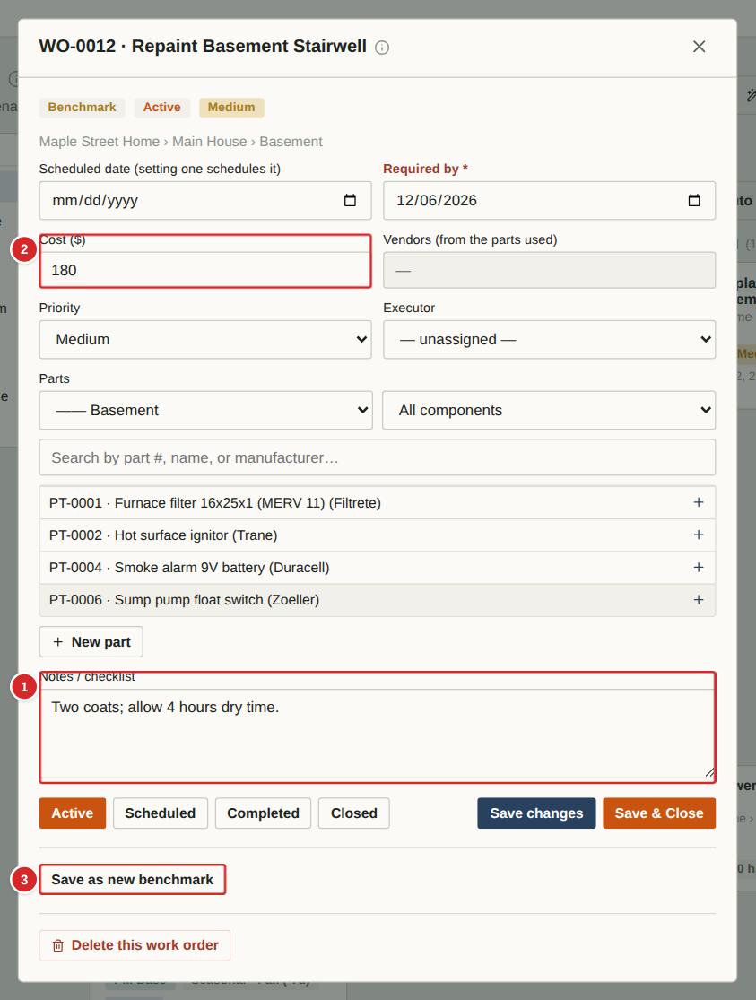 WO-0012 · Repaint Basement Stairwell
Benchmark Active Medium
Maple Street Home › Main House › Basement
Scheduled date (setting one schedules it) Required by *
mm/dd/yyyy 12/06/2026
2 Cost ($) Vendors (from the parts used)
180 —
Priority Executor
Medium — unassigned —
Parts
—— Basement All components
Search by part #, name, or manufacturer…
PT-0001 · Furnace filter 16x25x1 (MERV 11) (Filtrete) +
PT-0002 · Hot surface ignitor (Trane) +
PT-0004 · Smoke alarm 9V battery (Duracell) +
PT-0006 · Sump pump float switch (Zoeller) +
+ New part
1 Notes / checklist
Two coats; allow 4 hours dry time.
Active Scheduled Completed Closed Save changes Save & Close
3 Save as new benchmark
Delete this work order